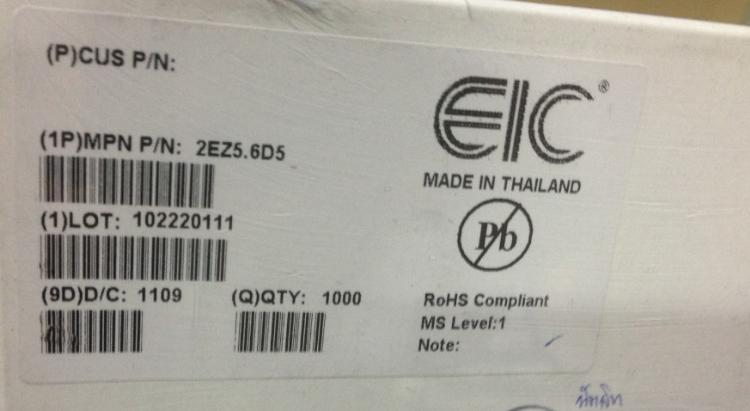 (P)CUS P/N:
EIC®
(1P)MPN P/N: 2EZ5.6D5
MADE IN THAILAND
(1)LOT: 102220111
Pb
(9D)D/C: 1109
(Q)QTY: 1000
RoHS Compliant
MS Level:1
Note: